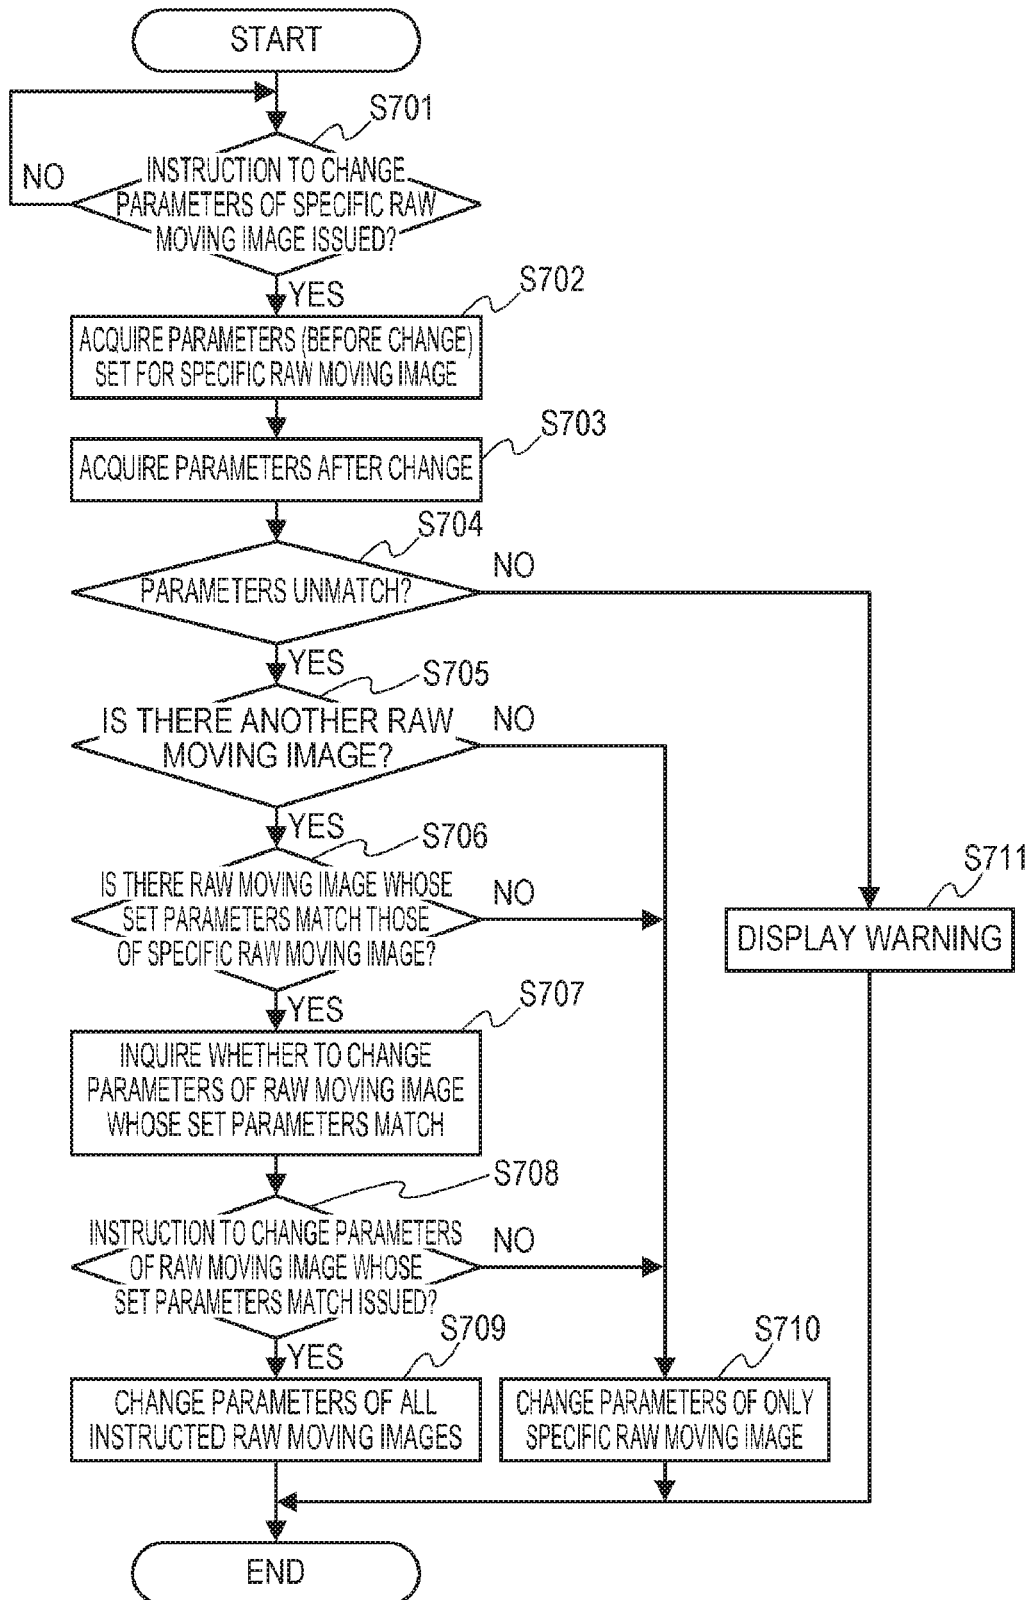 START
S701
INSTRUCTION TO CHANGE
PARAMETERS OF SPECIFIC RAW
MOVING IMAGE ISSUED?
NO
YES
S702
ACQUIRE PARAMETERS (BEFORE CHANGE)
SET FOR SPECIFIC RAW MOVING IMAGE
S703
ACQUIRE PARAMETERS AFTER CHANGE
S704
PARAMETERS UNMATCH?
NO
YES
S705
IS THERE ANOTHER RAW
MOVING IMAGE?
NO
YES
S706
IS THERE RAW MOVING IMAGE WHOSE
SET PARAMETERS MATCH THOSE
OF SPECIFIC RAW MOVING IMAGE?
NO
S711
DISPLAY WARNING
YES
S707
INQUIRE WHETHER TO CHANGE
PARAMETERS OF RAW MOVING IMAGE
WHOSE SET PARAMETERS MATCH
S708
INSTRUCTION TO CHANGE PARAMETERS
OF RAW MOVING IMAGE WHOSE
SET PARAMETERS MATCH ISSUED?
NO
YES
S709
CHANGE PARAMETERS OF ALL
INSTRUCTED RAW MOVING IMAGES
S710
CHANGE PARAMETERS OF ONLY
SPECIFIC RAW MOVING IMAGE
END